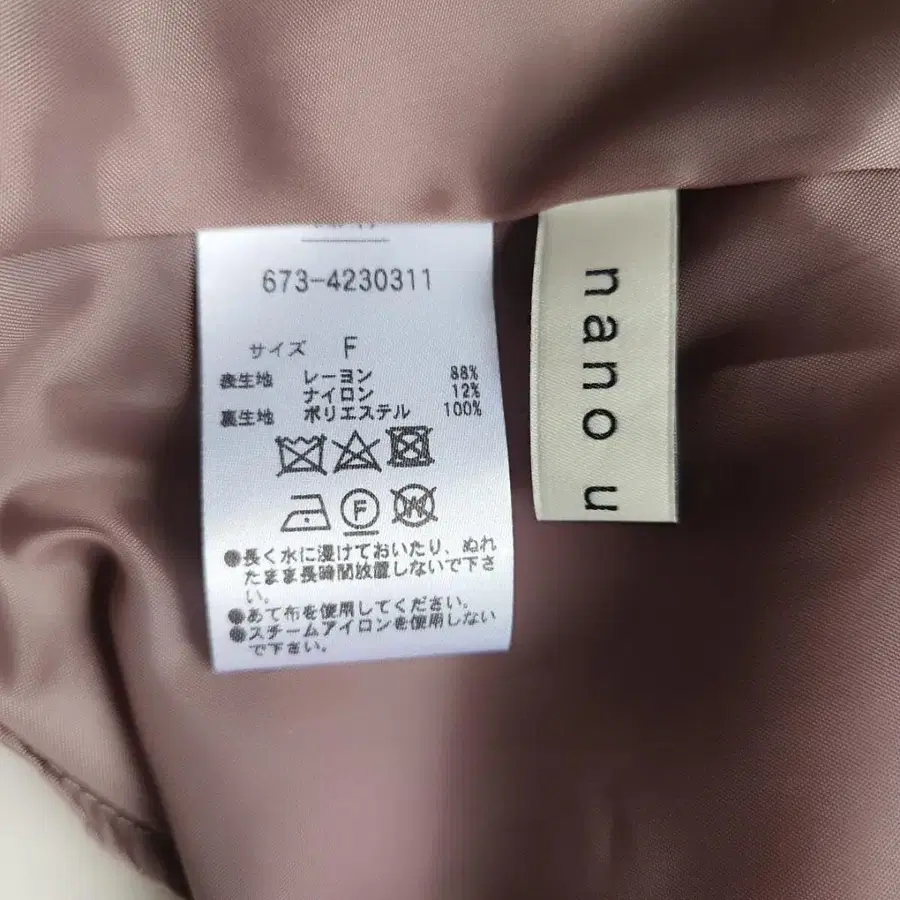 673-4230311
サイズ F
表生地 レーヨン 88%
ナイロン 12%
裏生地 ポリエステル 100%
F
W
●長く水に浸けておいたり、ぬれ
たまま長時間放置しないで下さ
い。
●あて布を使用してください。
●スチームアイロンを使用しない
で下さい。
nano u